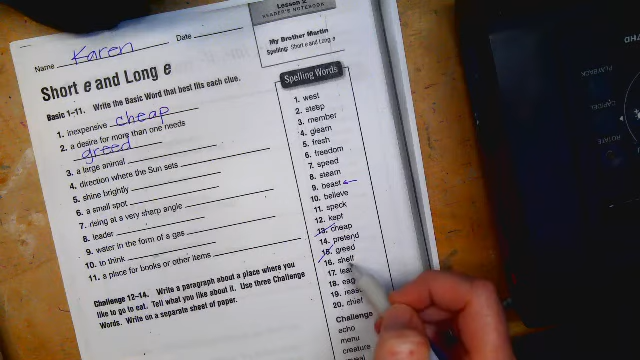 Lesson 2
READER'S NOTEBOOK
Name Karen Date
My Brother Martin
Spelling: Short e and Long e
Short e and Long e
Basic 1–11. Write the Basic Word that best fits each clue.
1. inexpensive cheap
2. a desire for more than one needs
greed
3. a large animal
4. direction where the Sun sets
5. shine brightly
6. a small spot
7. rising at a very sharp angle
8. leader
9. water in the form of a gas
10. to think
11. a place for books or other items
Challenge 12–14. Write a paragraph about a place where you
like to go to eat. Tell what you like about it. Use three Challenge
Words. Write on a separate sheet of paper.
Spelling Words
1. west
2. steep
3. member
4. gleam
5. fresh
6. freedom
7. speed
8. steam
9. beast
10. believe
11. speck
12. kept
13. cheap
14. pretend
15. greed
16. shelf
17. least
18.
19.
20. chief
Challenge
echo
menu
creature